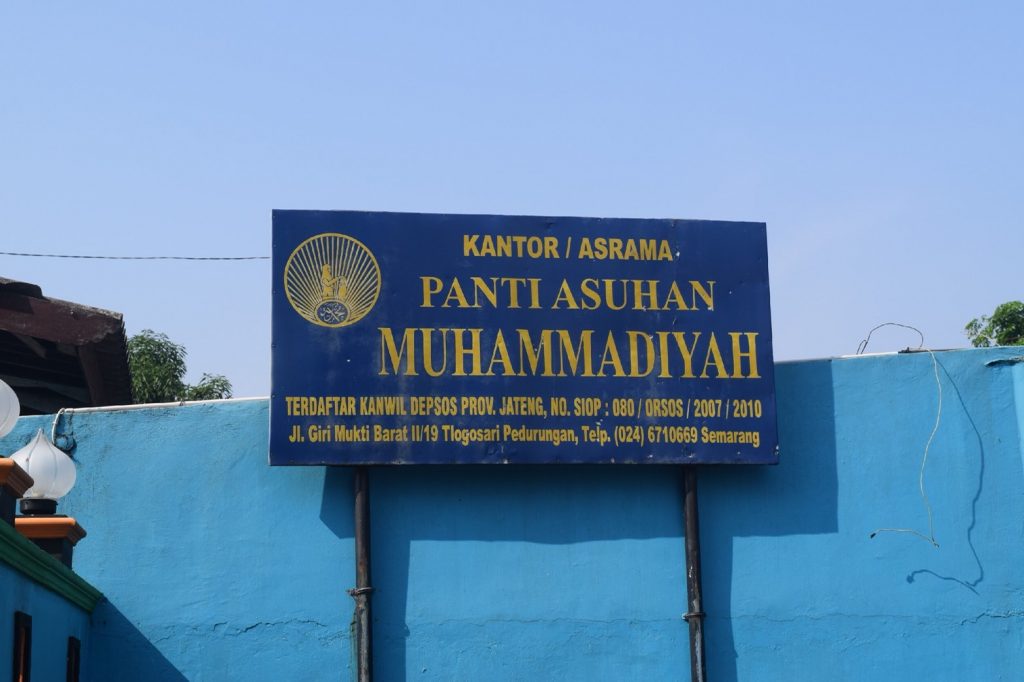 KANTOR / ASRAMA
PANTI ASUHAN
MUHAMMADIYAH
TERDAFTAR KANWIL DEPSOS PROV. JATENG, NO. SIOP : 080 / ORSOS / 2007 / 2010
Jl. Giri Mukti Barat II/19 Tlogosari Pedurungan, Telp. (024) 6710669 Semarang